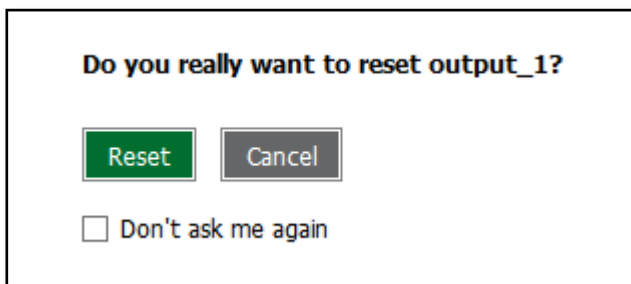 Do you really want to reset output_1?
Reset Cancel
Don't ask me again